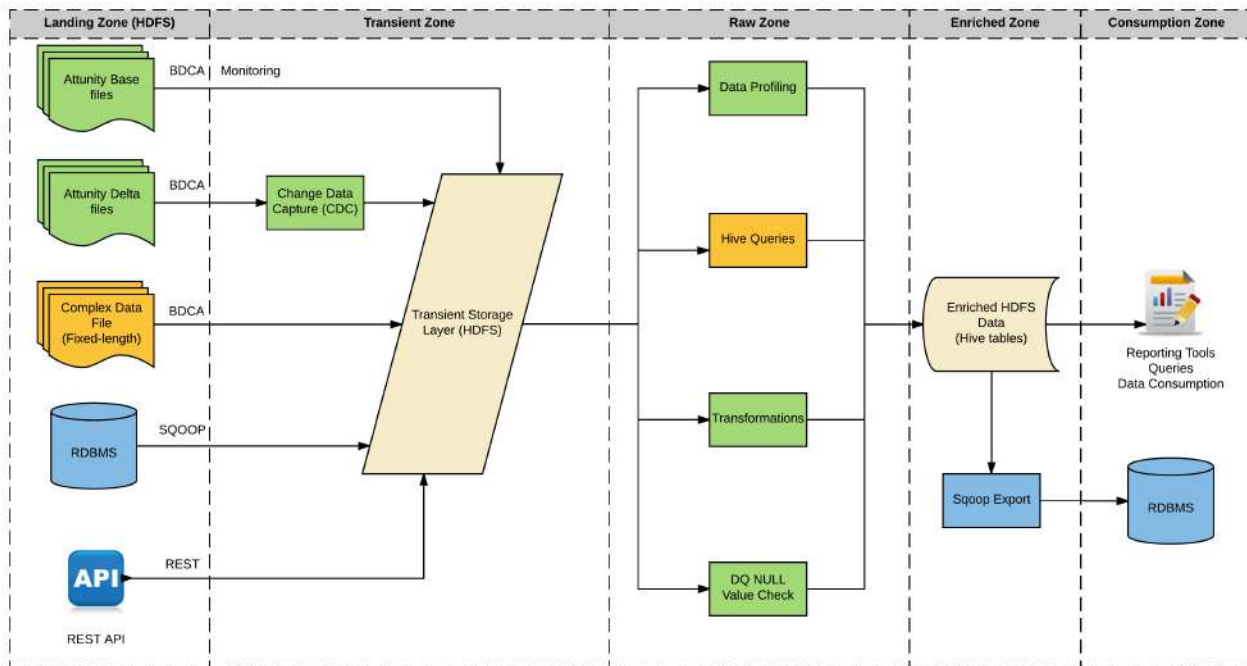 Landing Zone (HDFS)
Transient Zone
Raw Zone
Enriched Zone
Consumption Zone
Attunity Base
files
BDCA
Monitoring
Data Profiling
Attunity Delta
files
BDCA
Change Data
Capture (CDC)
Hive Queries
Complex Data
File
(Fixed-length)
BDCA
Transient Storage
Layer (HDFS)
Enriched HDFS
Data
(Hive tables)
Reporting Tools
Queries
Data Consumption
RDBMS
SQOOP
Transformations
Sqoop Export
RDBMS
API
REST
REST API
DQ NULL
Value Check